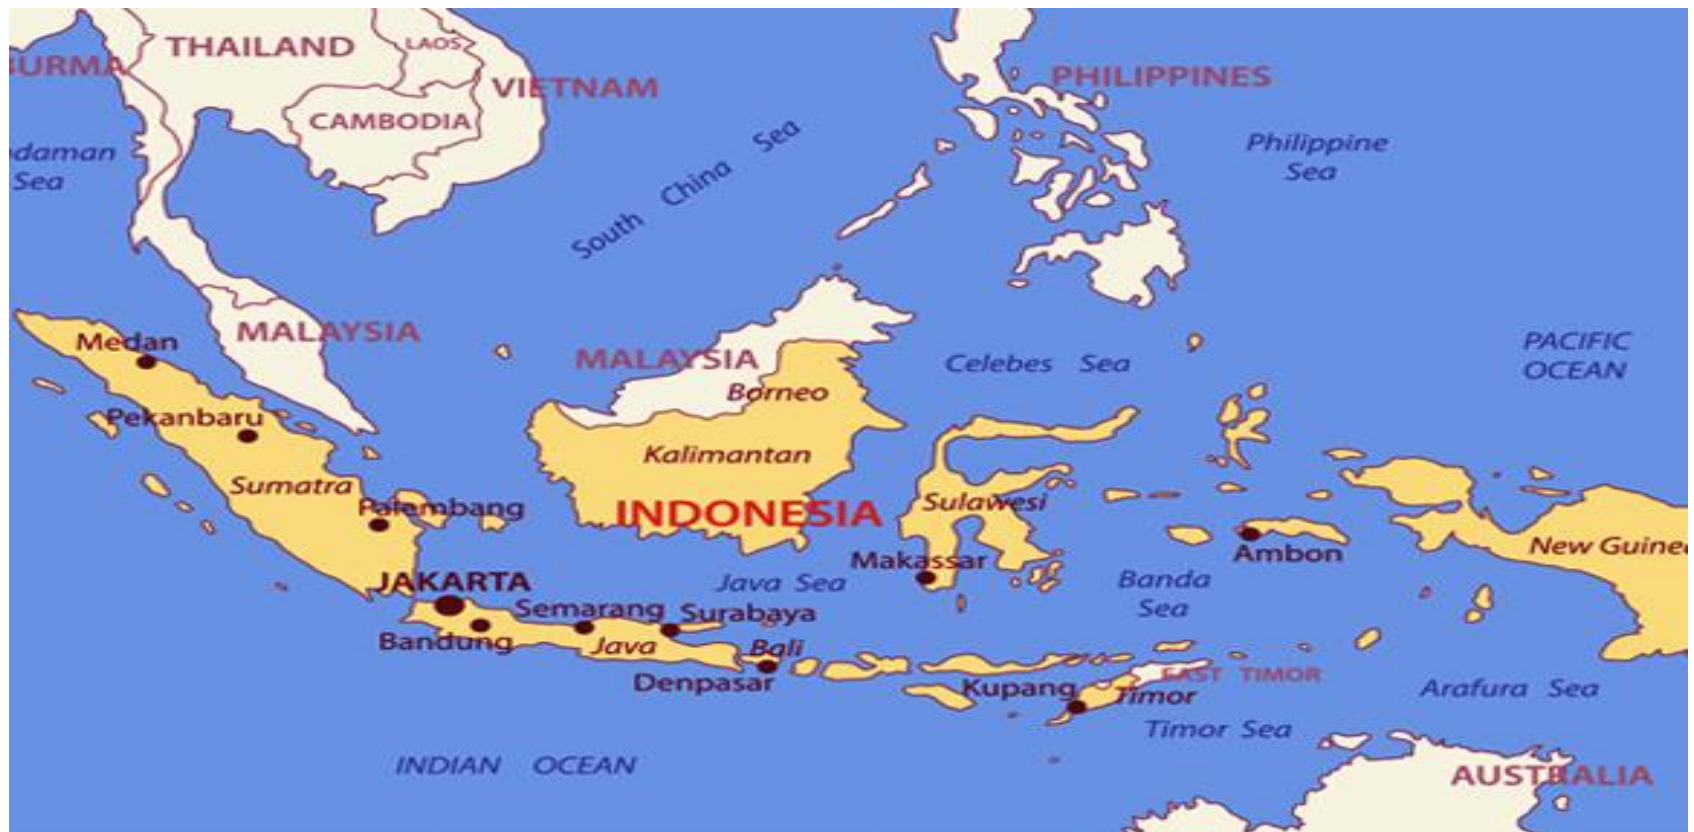 THAILAND
LAOS
BURMA
VIETNAM
PHILIPPINES
CAMBODIA
South China Sea
Philippine
Sea
daman
Sea
MALAYSIA
Medan
MALAYSIA
Celebes Sea
PACIFIC
OCEAN
Borneo
Pekanbaru
Kalimantan
Sumatra
Palembang
INDONESIA
Sulawesi
Makassar
Ambon
New Guine
JAKARTA
Java Sea
Banda
Sea
Semarang
Surabaya
Bandung
Java
Bali
Denpasar
Kupang
Timor
EAST TIMOR
Arafura Sea
Timor Sea
INDIAN OCEAN
AUSTRALIA